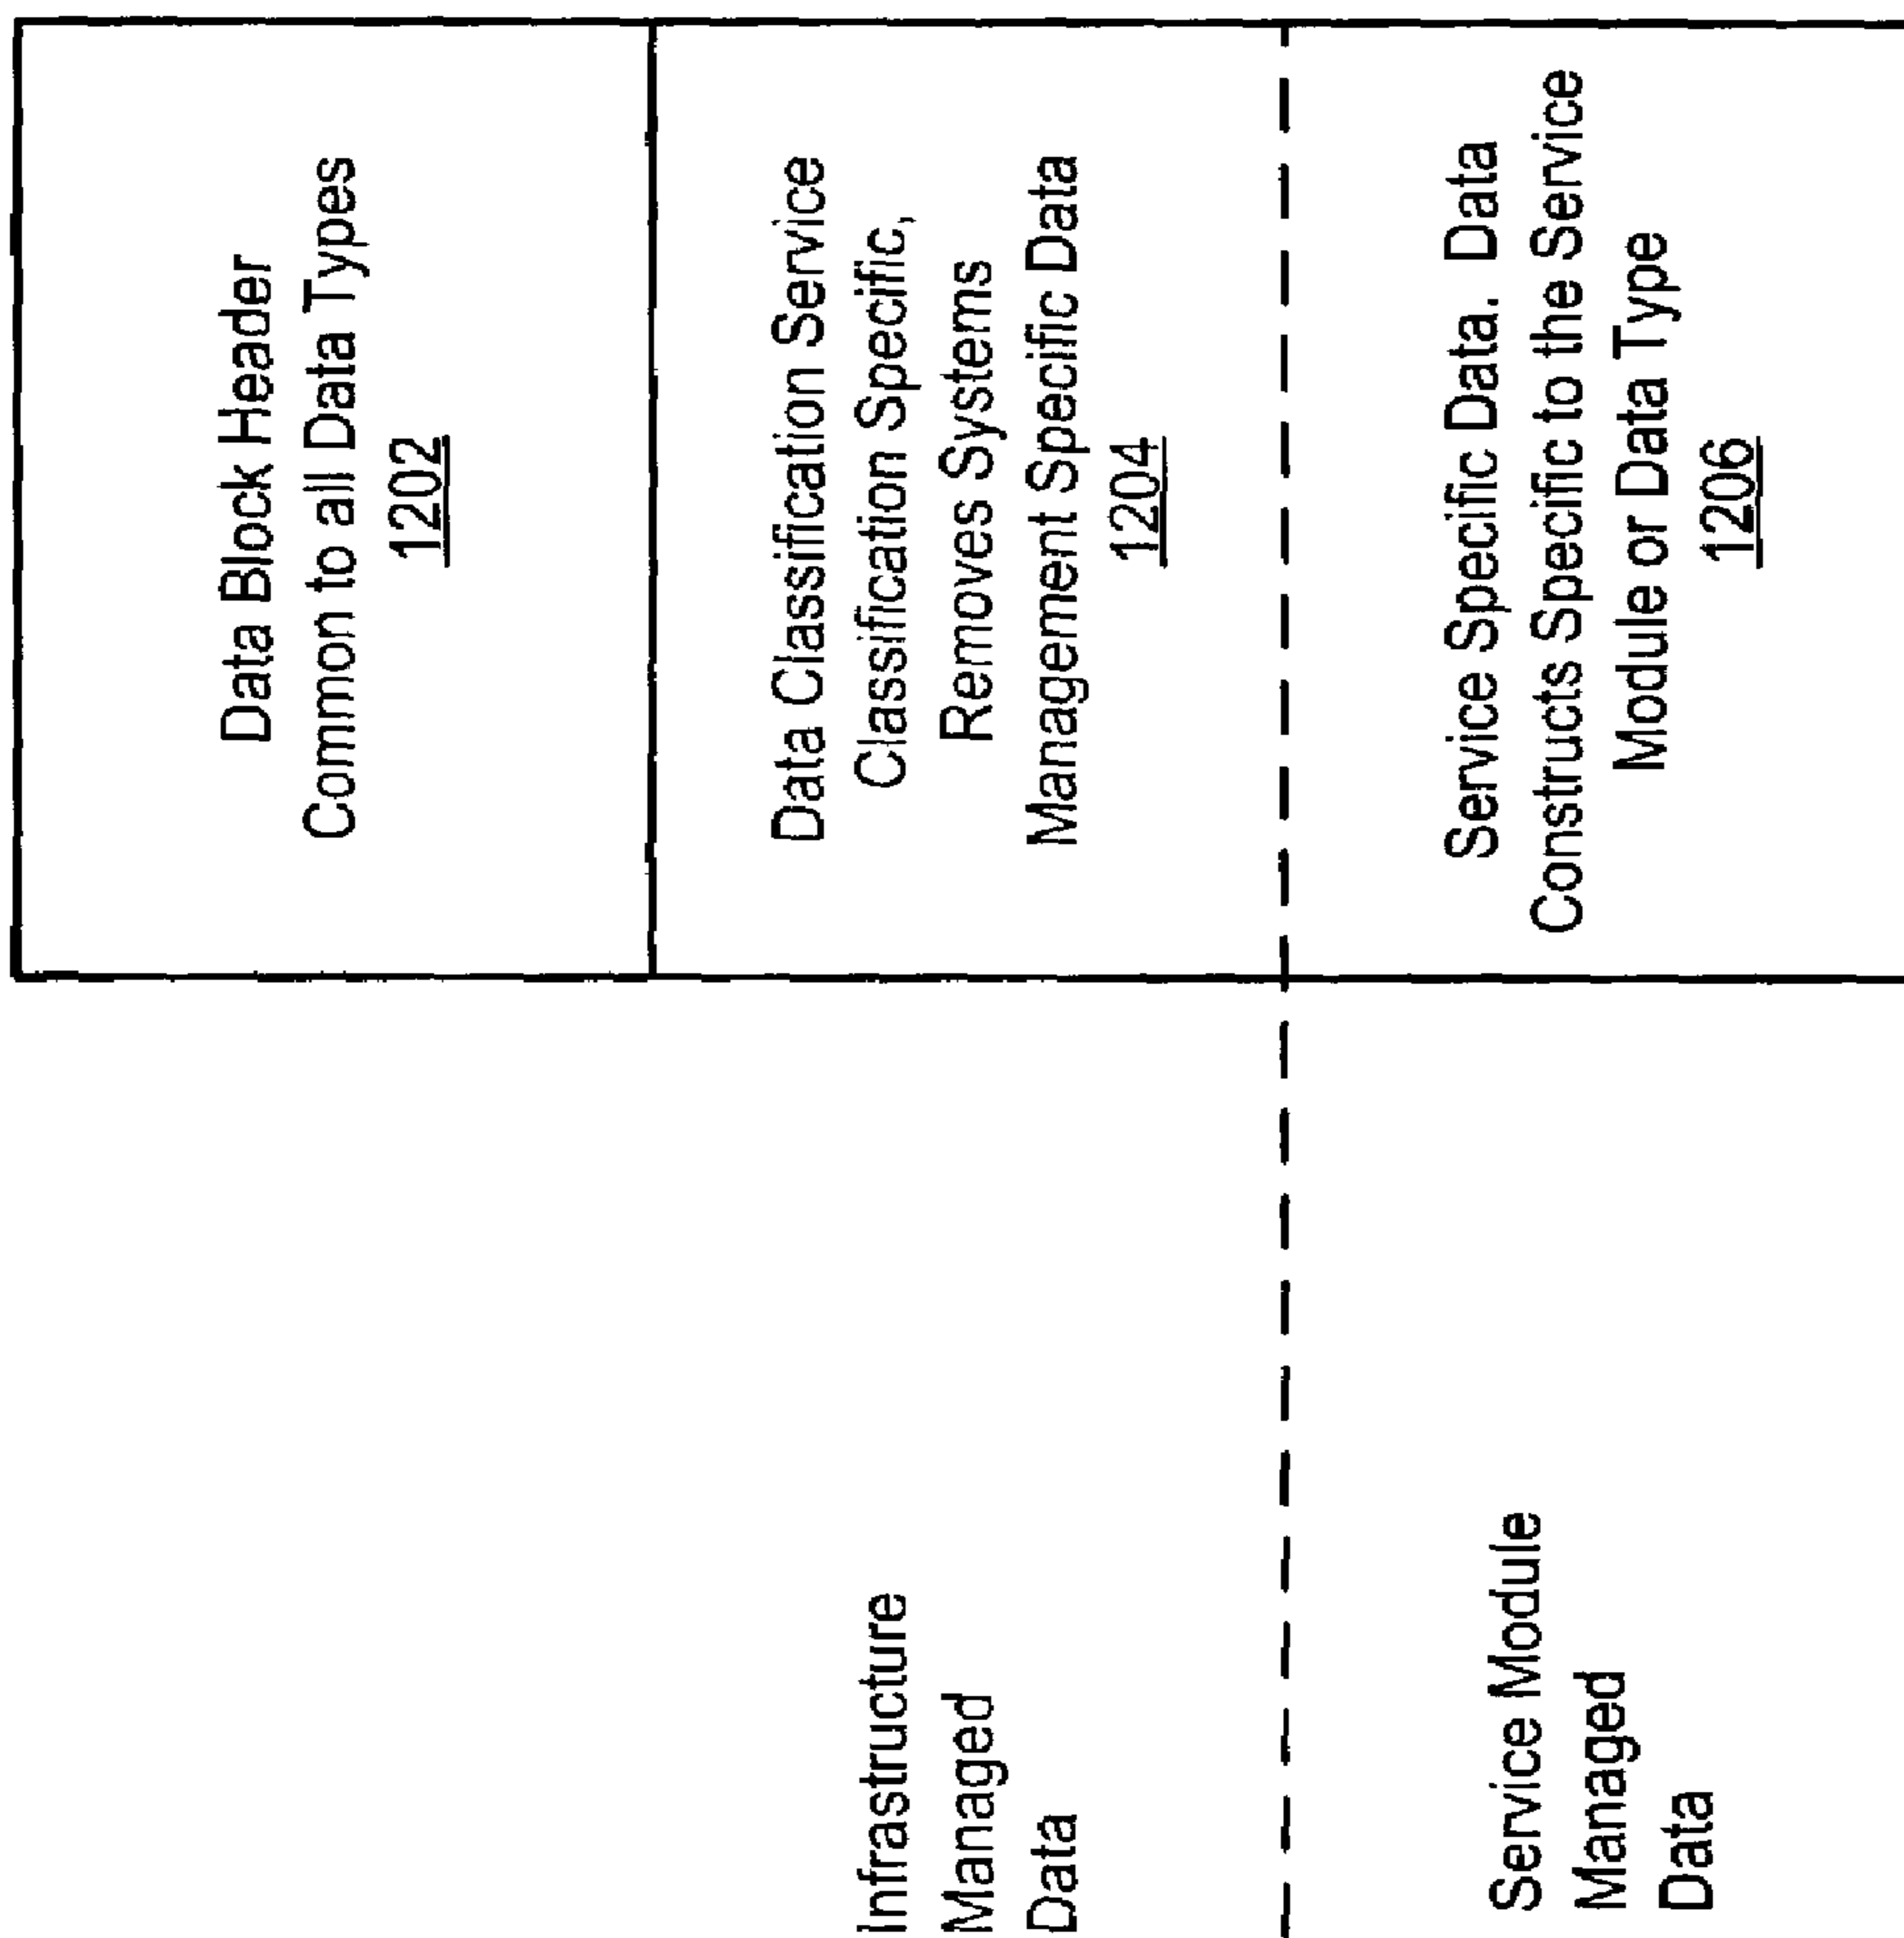 Data Block Header
Common to all Data Types
1202
Infrastructure
Managed
Data
Data Classification Service
Classification Specific,
Removes Systems
Management Specific Data
1204
Service Module
Managed
Data
Service Specific Data. Data
Constructs Specific to the Service
Module or Data Type
1206